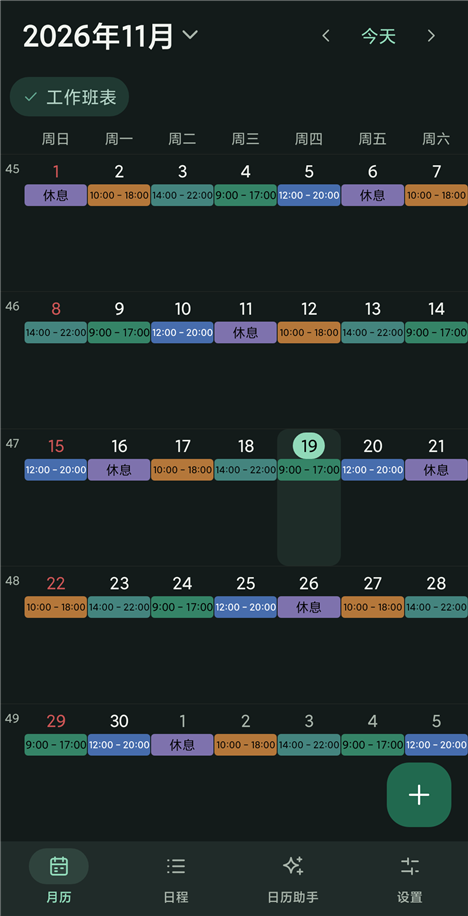 2026年11月
今天
工作班表
周日 周一 周二 周三 周四 周五 周六
45 1 2 3 4 5 6 7
休息 10:00 - 18:00 14:00 - 22:00 9:00 - 17:00 12:00 - 20:00 休息 10:00 - 18:00
46 8 9 10 11 12 13 14
14:00 - 22:00 9:00 - 17:00 12:00 - 20:00 休息 10:00 - 18:00 14:00 - 22:00 9:00 - 17:00
47 15 16 17 18 19 20 21
12:00 - 20:00 休息 10:00 - 18:00 14:00 - 22:00 9:00 - 17:00 12:00 - 20:00 休息
48 22 23 24 25 26 27 28
10:00 - 18:00 14:00 - 22:00 9:00 - 17:00 12:00 - 20:00 休息 10:00 - 18:00 14:00 - 22:00
49 29 30 1 2 3 4 5
9:00 - 17:00 12:00 - 20:00 休息 10:00 - 18:00 14:00 - 22:00 9:00 - 17:00 12:00 - 20:00
月历 日程 日历助手 设置